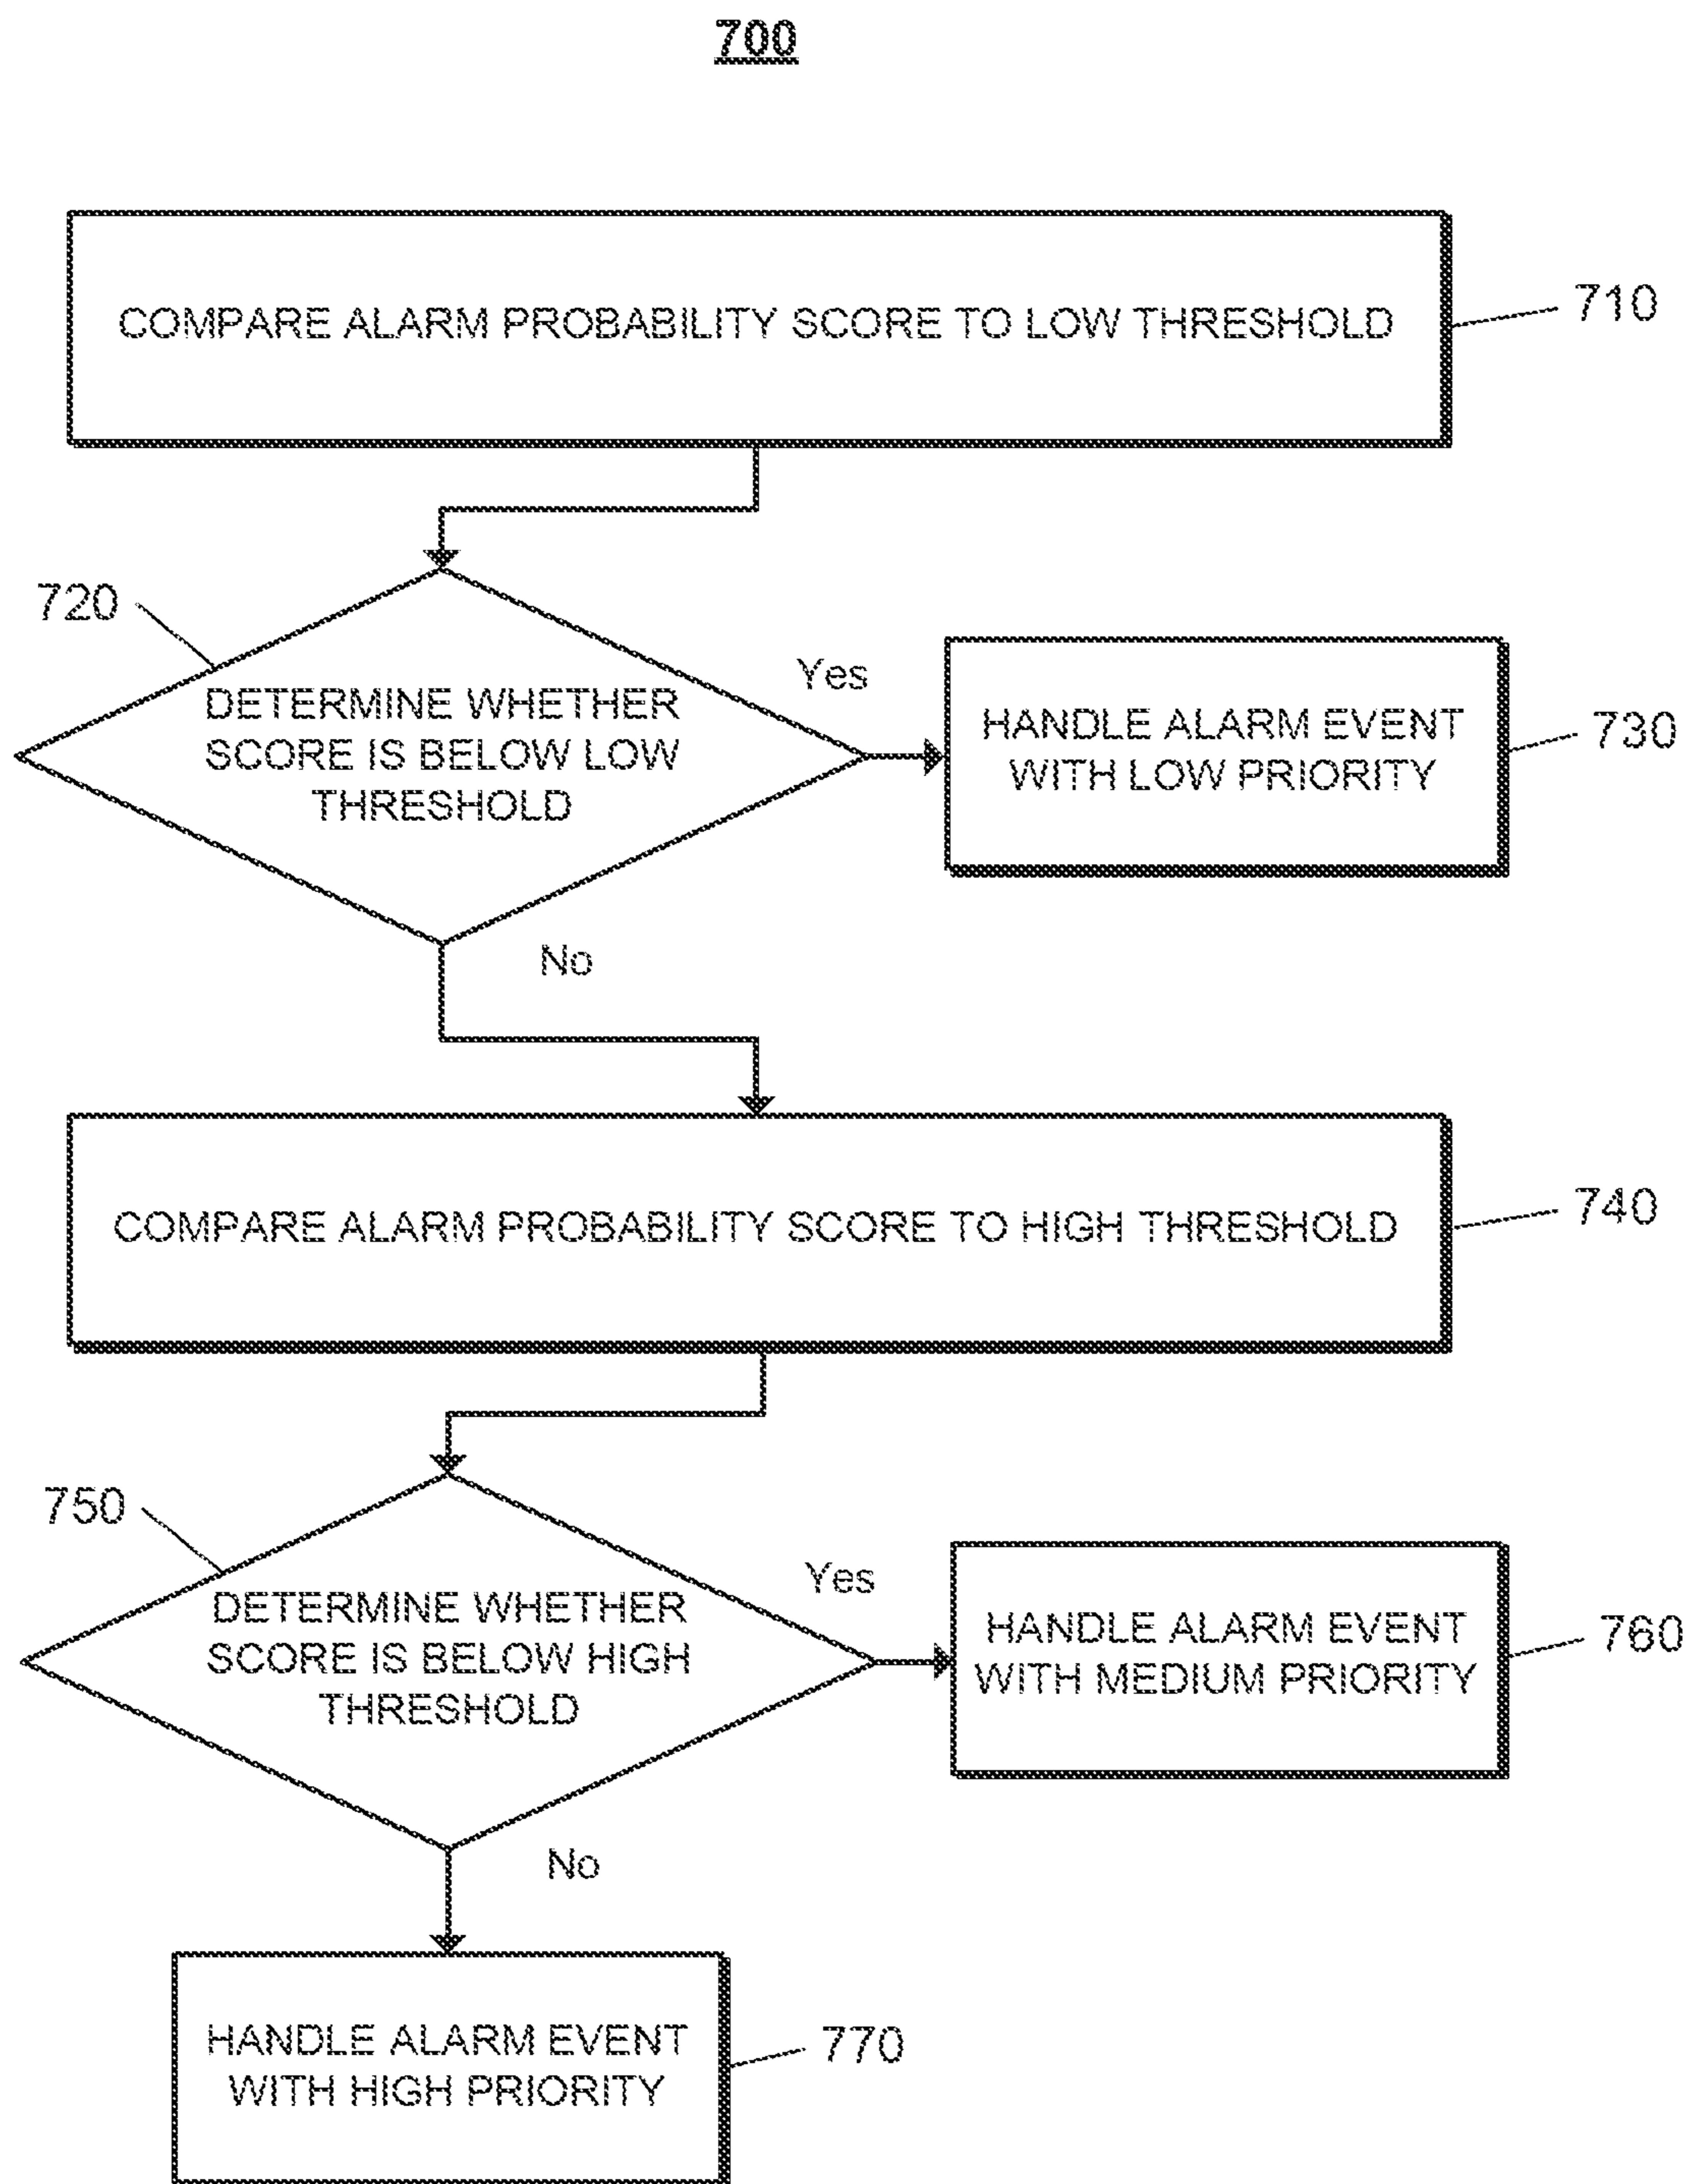 700
COMPARE ALARM PROBABILITY SCORE TO LOW THRESHOLD
710
720
DETERMINE WHETHER
SCORE IS BELOW LOW
THRESHOLD
Yes
HANDLE ALARM EVENT
WITH LOW PRIORITY
730
No
COMPARE ALARM PROBABILITY SCORE TO HIGH THRESHOLD
740
750
DETERMINE WHETHER
SCORE IS BELOW HIGH
THRESHOLD
Yes
HANDLE ALARM EVENT
WITH MEDIUM PRIORITY
760
No
HANDLE ALARM EVENT
WITH HIGH PRIORITY
770